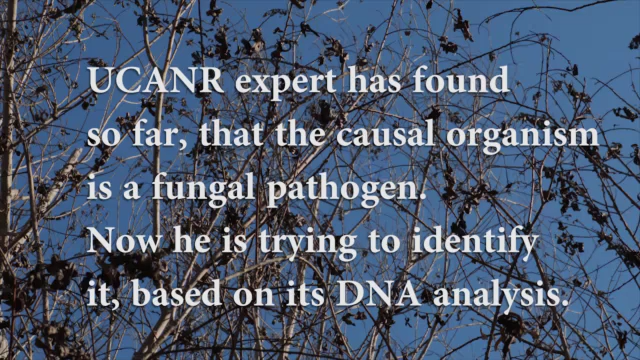 UCANR expert has found
so far, that the causal organism
is a fungal pathogen.
Now he is trying to identify
it, based on its DNA analysis.